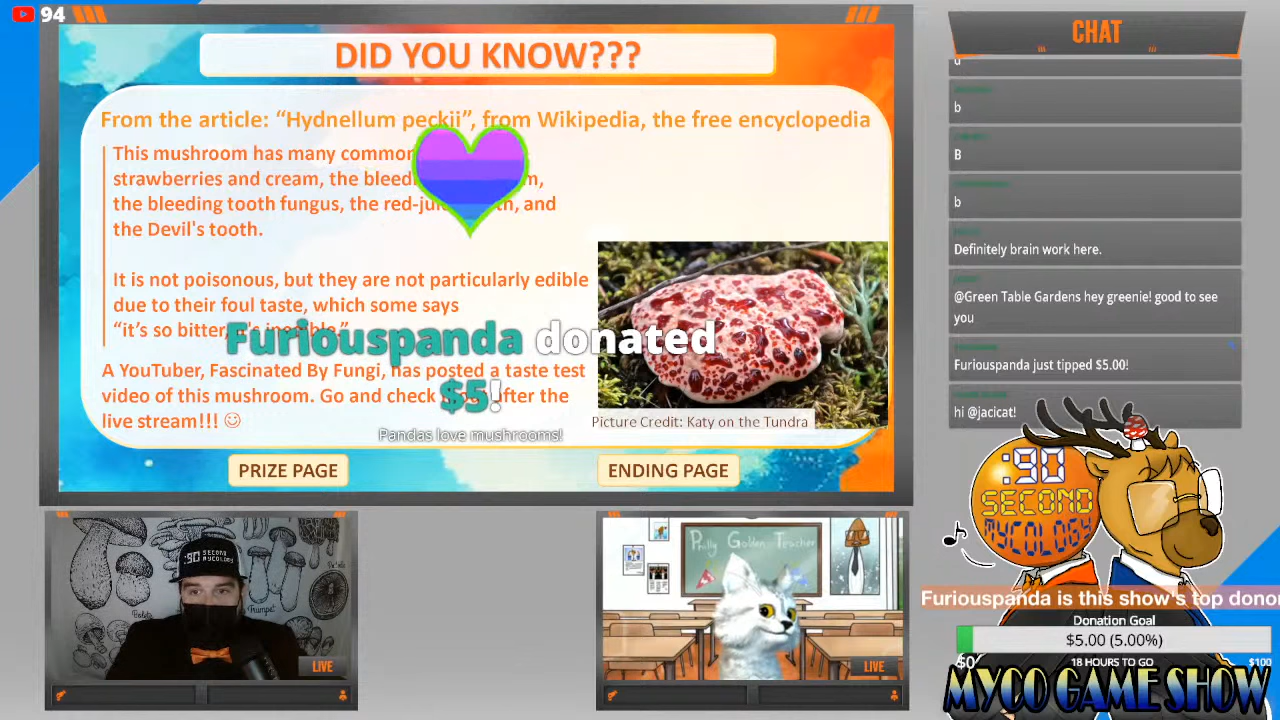 94
DID YOU KNOW???
From the article: “Hydnellum peckii”, from Wikipedia, the free encyclopedia
This mushroom has many common
strawberries and cream, the
the bleeding tooth fungus, the and
the Devil's tooth.
It is not poisonous, but they are not particularly edible
due to their foul taste, which some says
“it's so bitter,
Furiouspanda donated
$5!
Pandas love mushrooms!
A YouTuber, Fascinated By Fungi, has posted a taste test
video of this mushroom. Go and check after the
live stream!!! ☺
Picture Credit: Katy on the Tundra
PRIZE PAGE
ENDING PAGE
CHAT
u
b
B
b
Definitely brain work here.
@Green Table Gardens hey greenie! good to see
you
Furiouspanda just tipped $5.00!
hi @jacicat!
:90
SECOND
MYCOLOGY
Furiouspanda is this show's top donor
Donation Goal
$5.00 (5.00%)
$0 18 HOURS TO GO $100
MYCO GAME SHOW
:90 SECOND
MYCOLOGY
Trumpet
LIVE
Philly Golden Teacher
LIVE